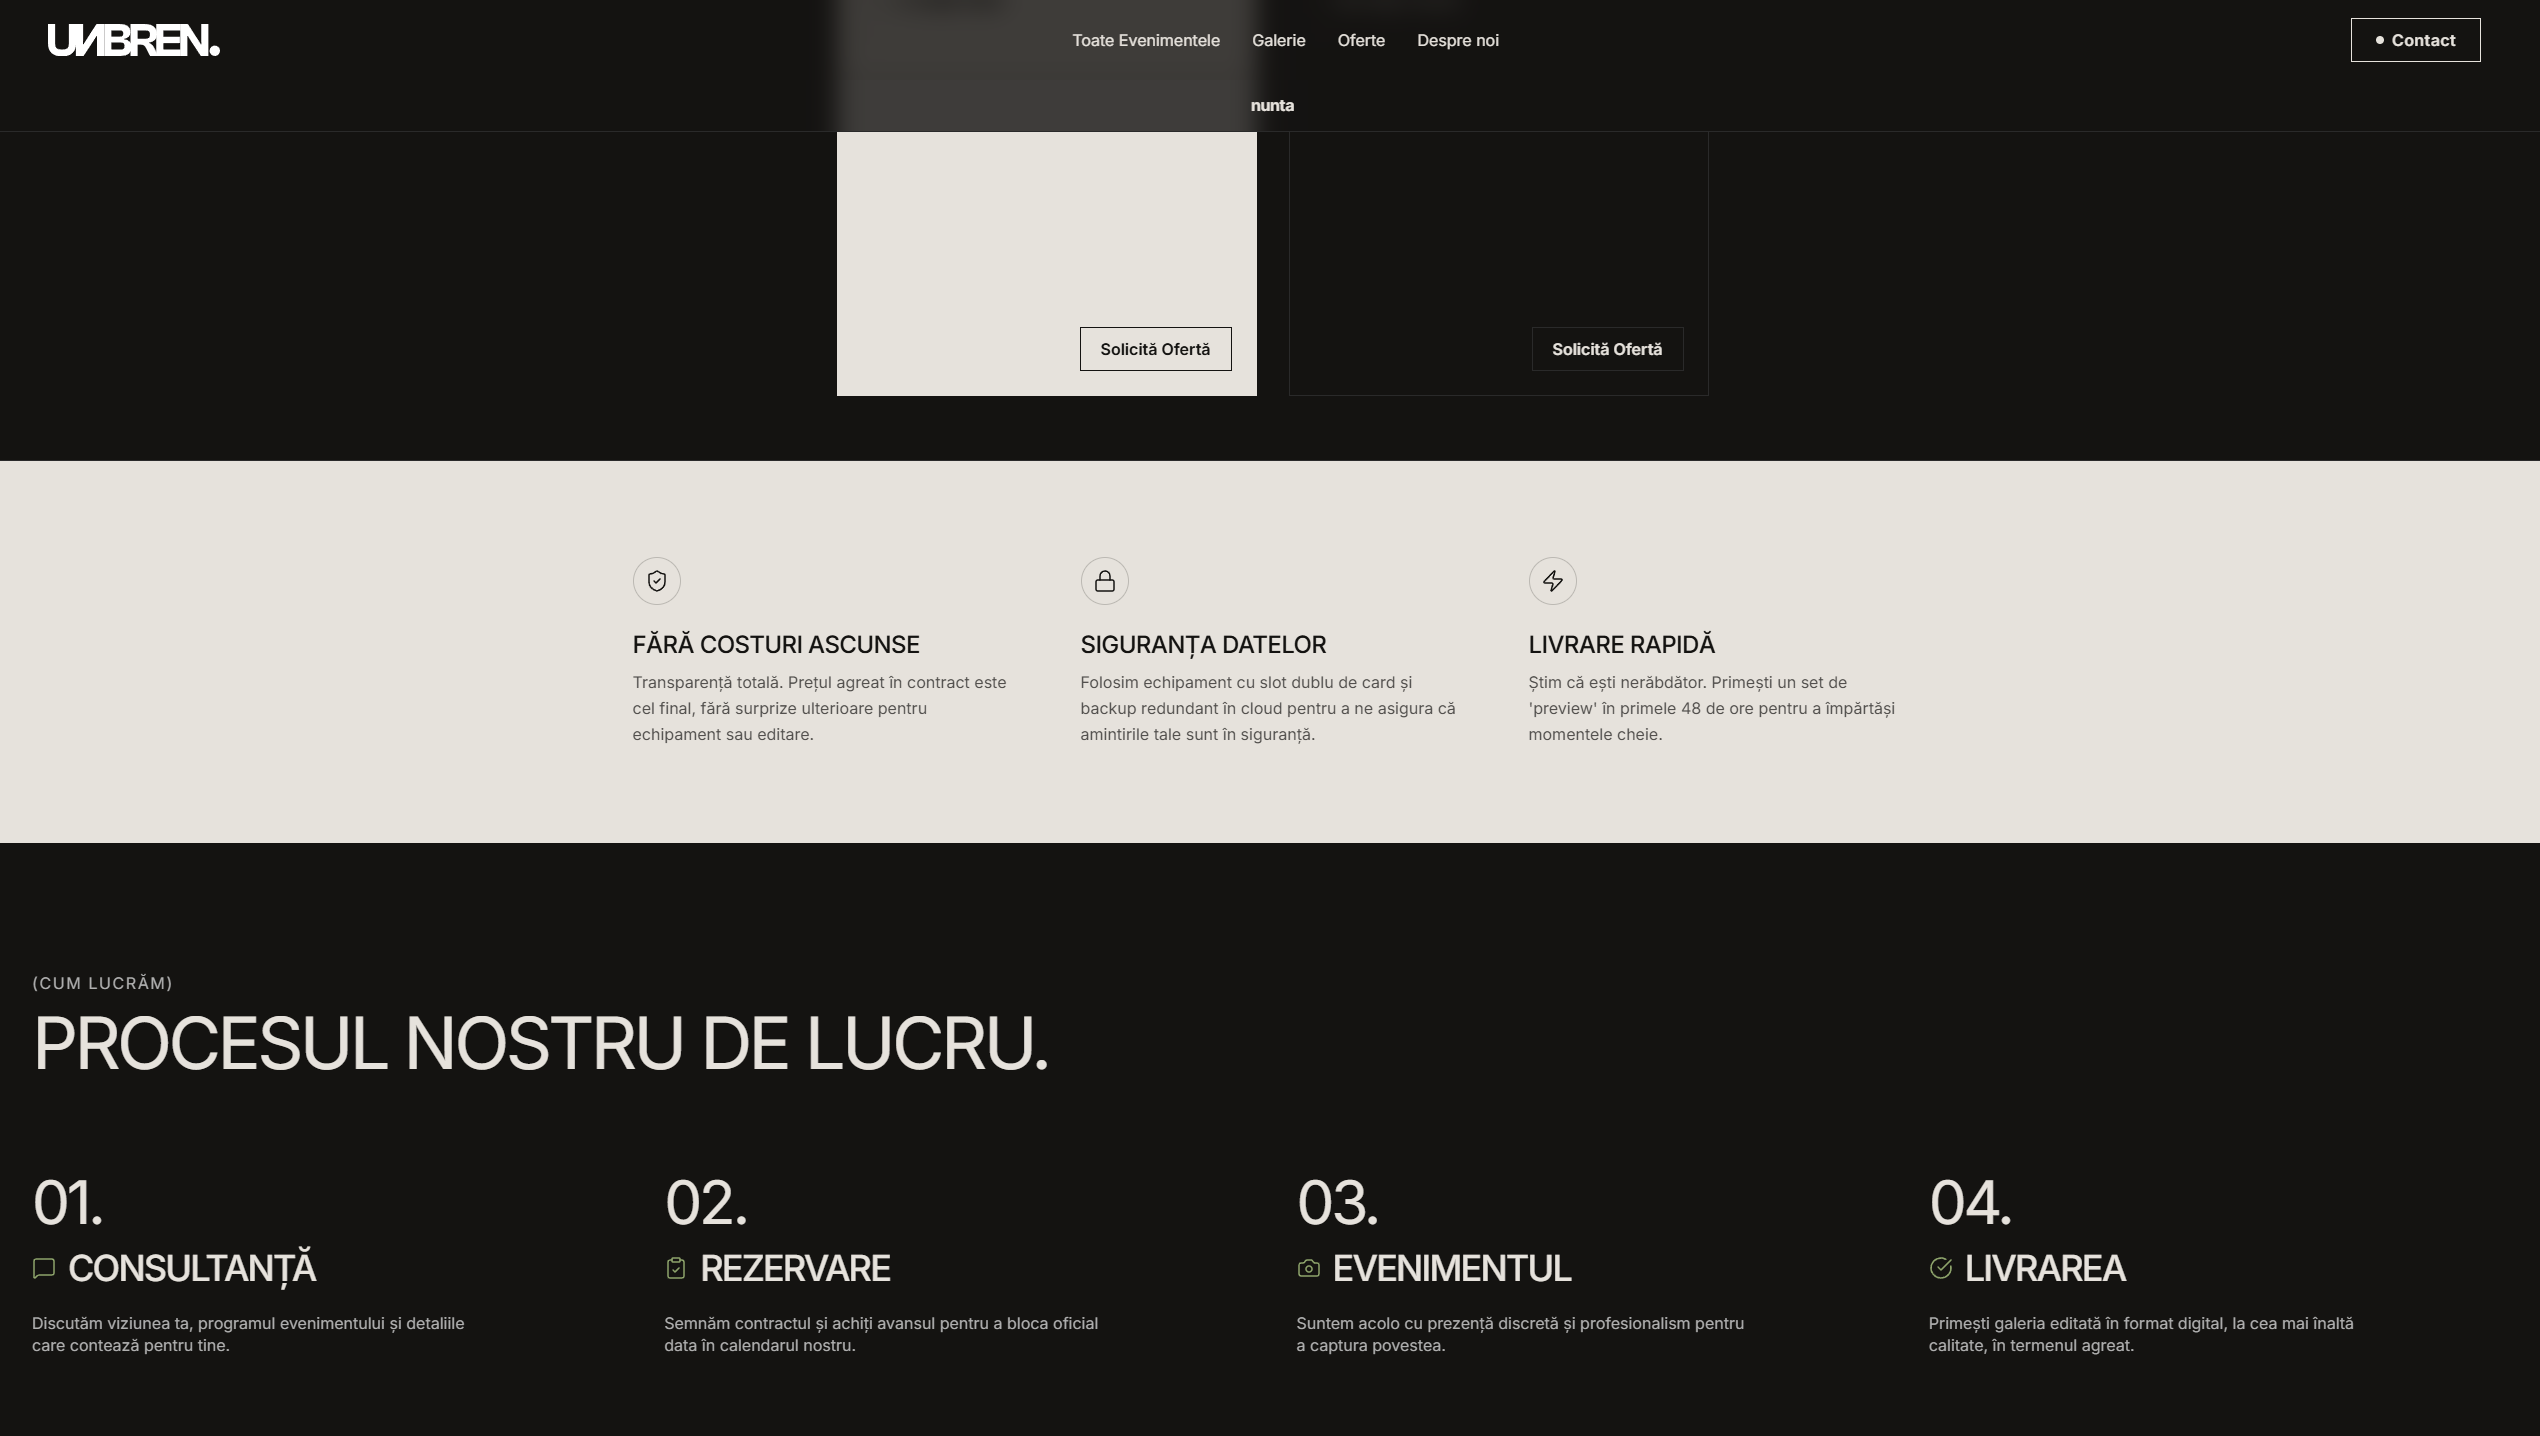 UNBREN.
Toate Evenimentele
Galerie
Oferte
Despre noi
Contact
nunta
Solicită Ofertă
Solicită Ofertă
FĂRĂ COSTURI ASCUNSE
Transparență totală. Prețul agreat în contract este
cel final, fără surprize ulterioare pentru
echipament sau editare.
SIGURANȚA DATELOR
Folosim echipament cu slot dublu de card și
backup redundant în cloud pentru a ne asigura că
amintirile tale sunt în siguranță.
LIVRARE RAPIDĂ
Știm că ești nerăbdător. Primești un set de
'preview' în primele 48 de ore pentru a împărtăși
momentele cheie.
(CUM LUCRĂM)
PROCESUL NOSTRU DE LUCRU.
01.
CONSULTANȚĂ
Discutăm viziunea ta, programul evenimentului și detaliile
care contează pentru tine.
02.
REZERVARE
Semnăm contractul și achiți avansul pentru a bloca oficial
data în calendarul nostru.
03.
EVENIMENTUL
Suntem acolo cu prezență discretă și profesionalism pentru
a captura povestea.
04.
LIVRAREA
Primești galeria editată în format digital, la cea mai înaltă
calitate, în termenul agreat.